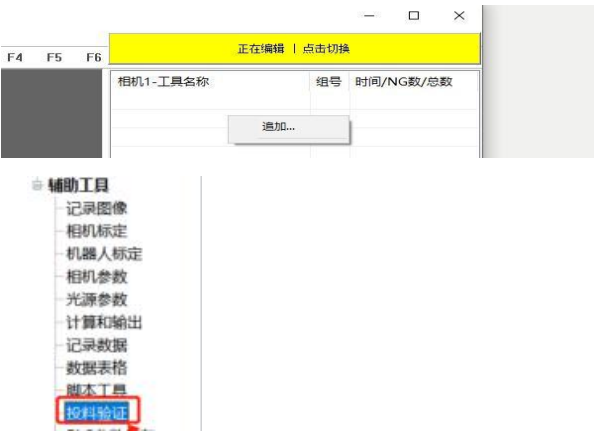 正在编辑 | 点击切换
F4 F5 F6
相机1-工具名称 组号 时间/NG数/总数
追加...
辅助工具
记录图像
相机标定
机器人标定
相机参数
光源参数
计算和输出
记录数据
数据表格
脚本工具
投料验证